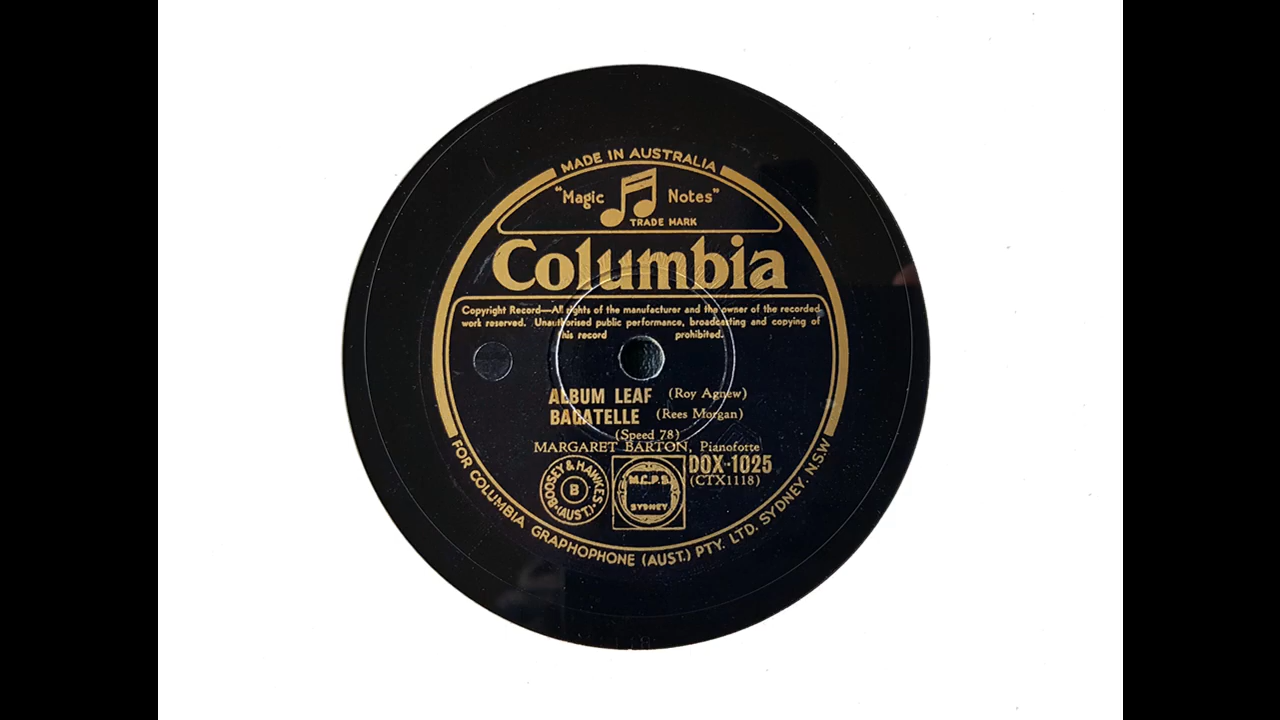 MADE IN AUSTRALIA
"Magic Notes"
TRADE MARK
Columbia
Copyright Record—All rights of the manufacturer and the owner of the recorded
work reserved. Unauthorised public performance, broadcasting and copying of
this record prohibited.
ALBUM LEAF (Roy Agnew)
BAGATELLE (Rees Morgan)
(Speed 78)
MARGARET BARTON, Pianoforte
DOX-1025
(CTX1118)
BOOSEY & HAWKES
B
(AUST.)
M.C.P.S.
SYDNEY
FOR COLUMBIA GRAPHOPHONE (AUST.) PTY. LTD. SYDNEY. N.S.W